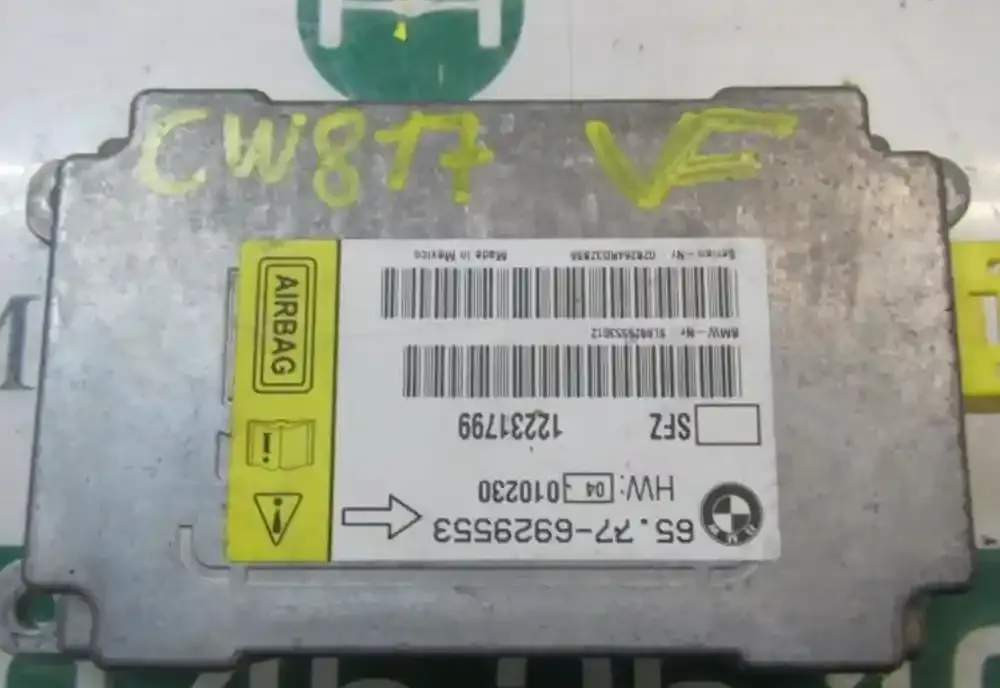 CW817 VF
AIRBAG
65.77-6929553
HW: 04 010230
SFZ 12231799
BMW-Nr
Serien-Nr Made in Mexico